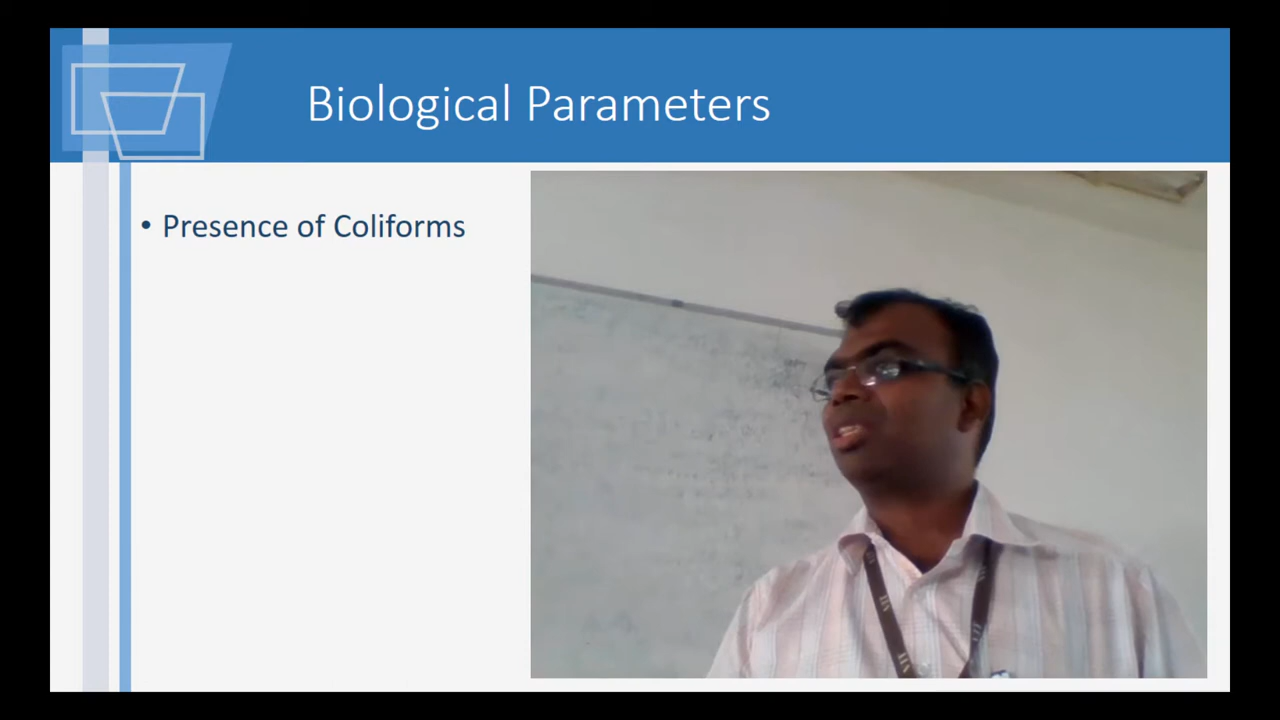 Biological Parameters
• Presence of Coliforms